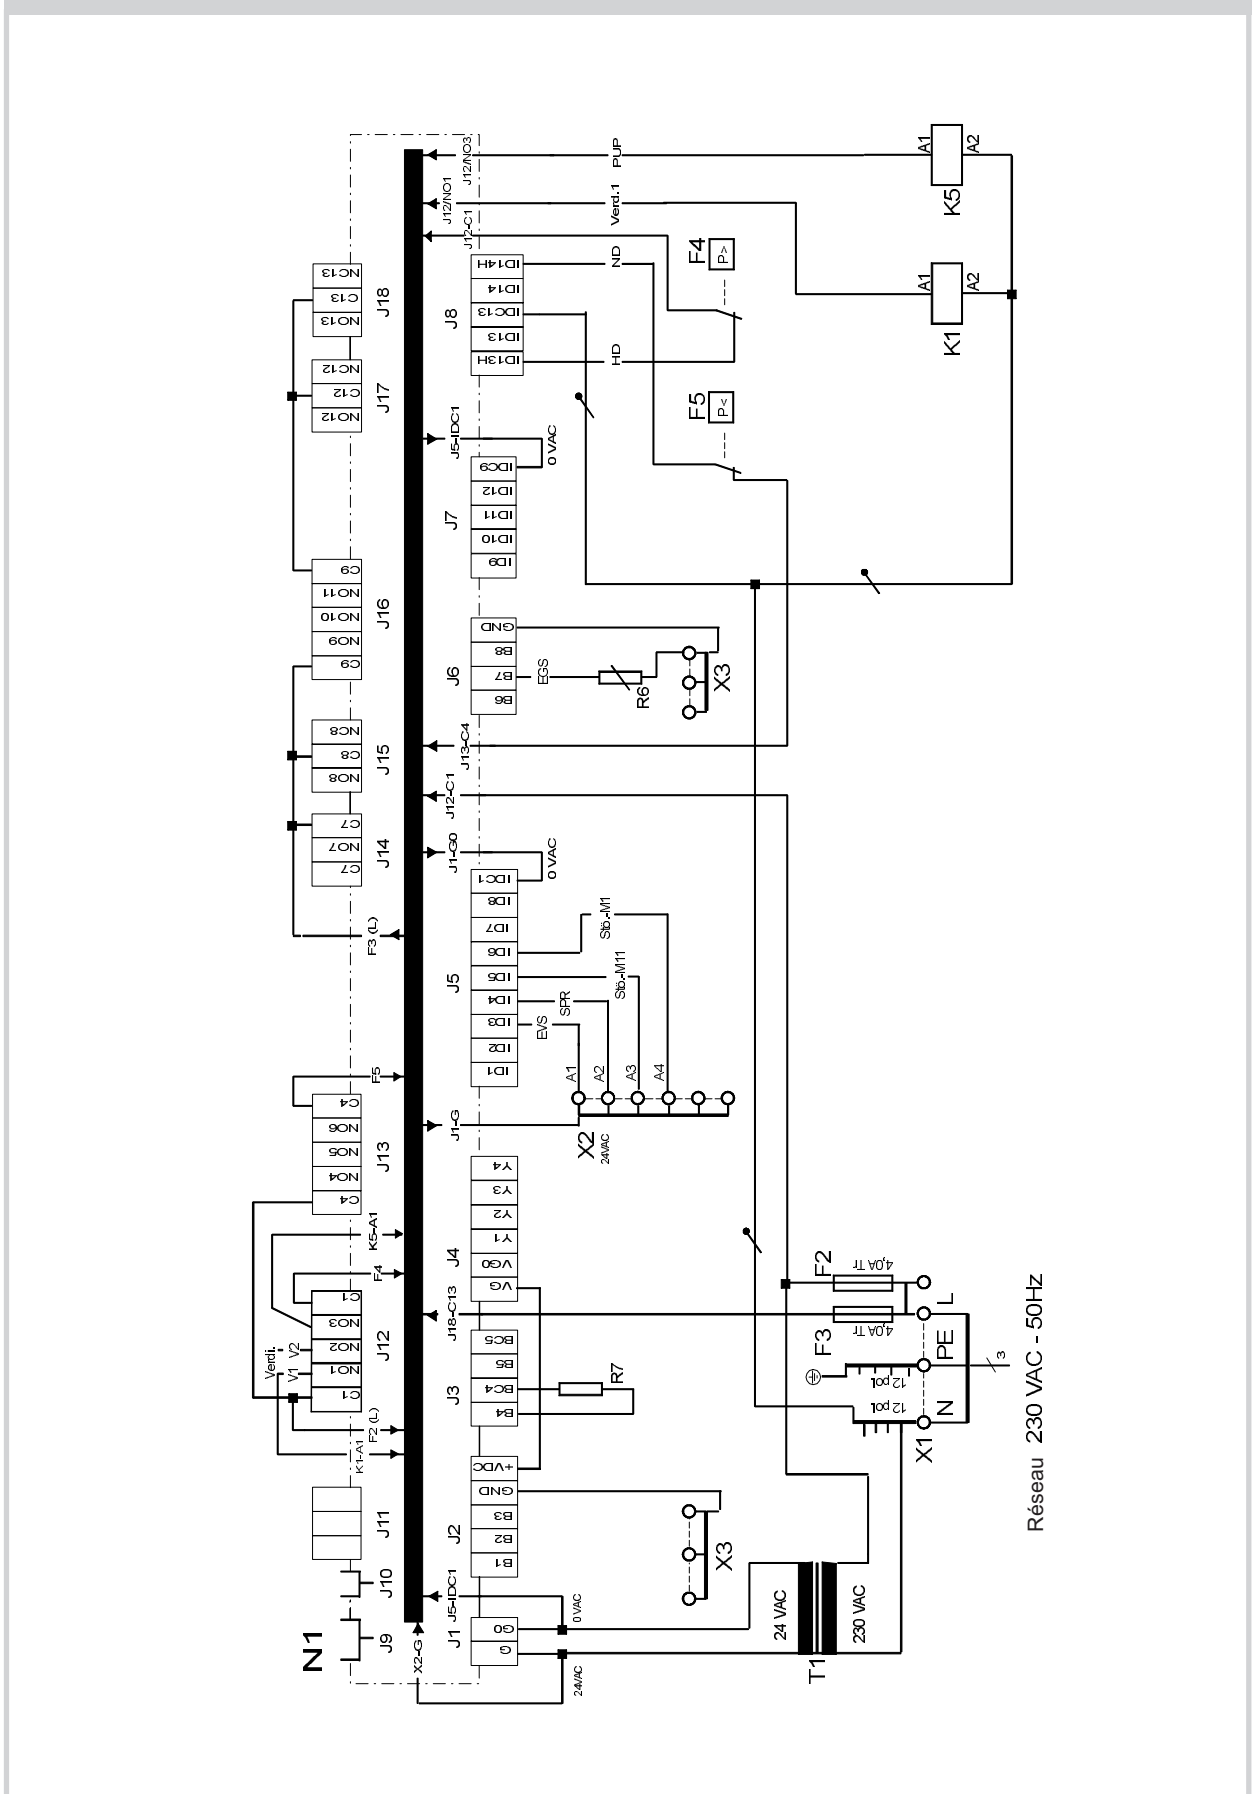 N1
J9
J10
J11
J12
C1
NO1
NO2
NO3
C1
Verdi.
V1
V2
K1-A1
F2 (L)
F4
K5-A1
J13
C4
NO4
NO5
NO6
C4
F5
F3 (L)
J14
C7
NO7
C7
J15
NO8
C8
NC8
J16
C9
NO9
NO10
NO11
C9
J17
NO12
C12
NC12
J18
NO13
C13
NC13
X2-G
J5-IDC1
J18-C13
J1-G
J1-G0
J12-C1
J13-C4
J5-IDC1
J12-C1
J12/NO1
J12/NO3
J1
G
G0
24VAC
0 VAC
J2
B1
B2
B3
GND
+VDC
J3
B4
BC4
B5
BC5
J4
VG
VG0
Y1
Y2
Y3
Y4
J5
ID1
ID2
ID3
ID4
ID5
ID6
ID7
ID8
IDC1
0 VAC
EVS
SPR
Stö.-M11
Stö.-M1
J6
B6
B7
B8
GND
EGS
J7
ID9
ID10
ID11
ID12
IDC9
0 VAC
J8
ID13H
ID13
IDC13
ID14
ID14H
HD
ND
Verd.1
PUP
R7
X3
X2
24VAC
A1
A2
A3
A4
R6
X3
F5
P<
F4
P>
T1
24 VAC
230 VAC
X1
N
PE
L
12 pol.
12 pol.
F3
4,0A Tr
F2
4,0A Tr
3
Réseau 230 VAC - 50Hz
K1
A1
A2
K5
A1
A2